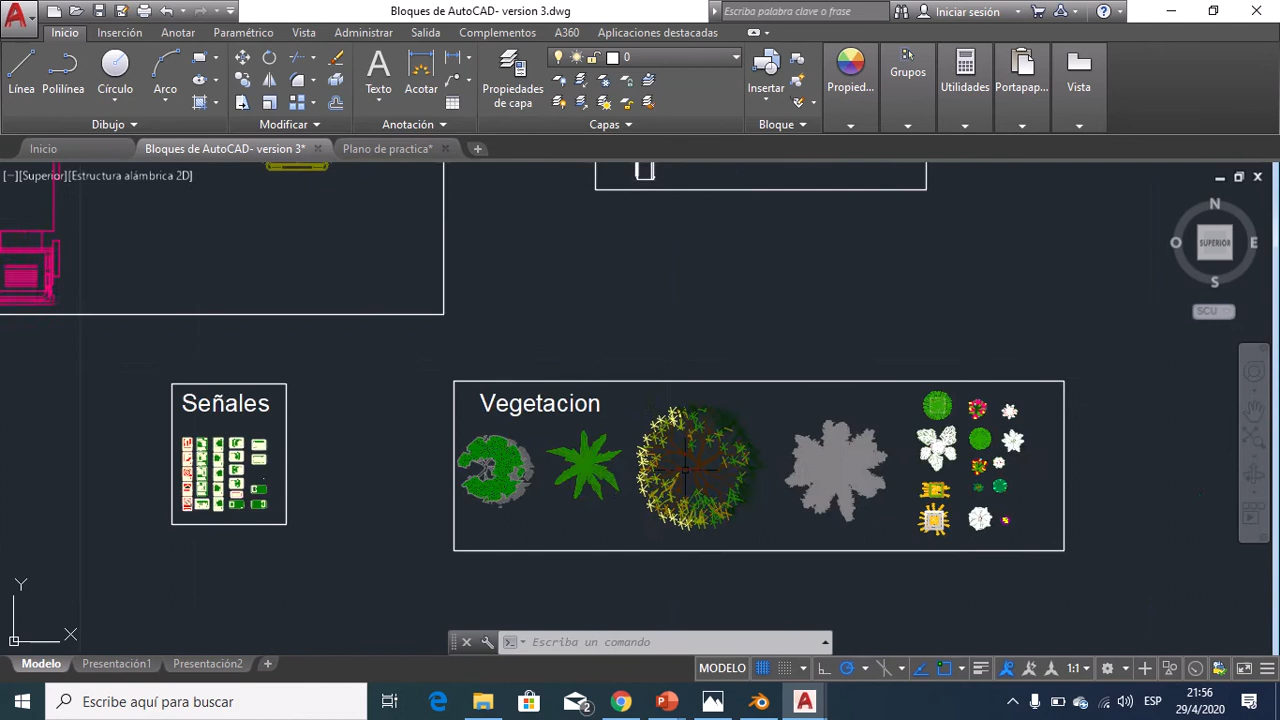 Bloques de AutoCAD- version 3.dwg
Escriba palabra clave o frase
Iniciar sesión
Inicio
Inserción
Anotar
Paramétrico
Vista
Administrar
Salida
Complementos
A360
Aplicaciones destacadas
Línea
Polilínea
Círculo
Arco
Texto
Acotar
Propiedades de capa
0
Insertar
Propied...
Grupos
Utilidades
Portapap...
Vista
Dibujo
Modificar
Anotación
Capas
Bloque
Inicio
Bloques de AutoCAD- version 3*
Plano de practica*
[−][Superior][Estructura alámbrica 2D]
N
O
SUPERIOR
E
S
SCU
Señales
Vegetacion
Y
X
Escriba un comando
Modelo
Presentación1
Presentación2
MODELO
1:1
Escribe aquí para buscar
2
ESP
21:56
29/4/2020